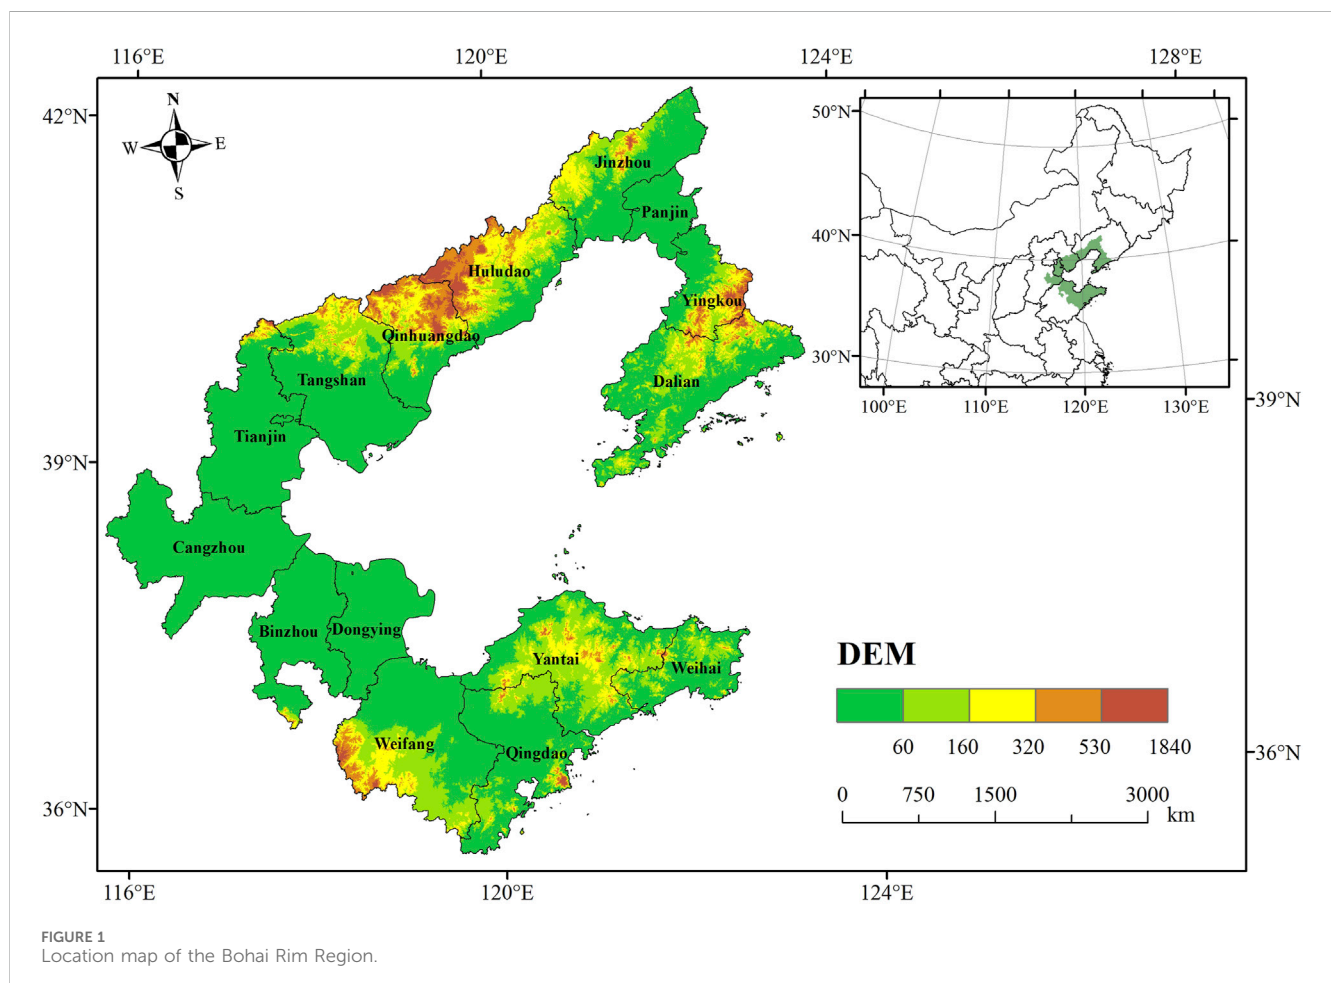 116°E 120°E 124°E 128°E
42°N
N
W E
S
50°N
40°N
30°N
100°E 110°E 120°E 130°E
Jinzhou
Panjin
Huludao
Yingkou
Qinhuangdao
Tangshan
Dalian
39°N
Tianjin
39°N
Cangzhou
Binzhou Dongying
Yantai
Weihai
DEM
Weifang
Qingdao
60 160 320 530 1840
36°N
0 750 1500 3000
km
36°N
116°E 120°E 124°E
FIGURE 1
Location map of the Bohai Rim Region.